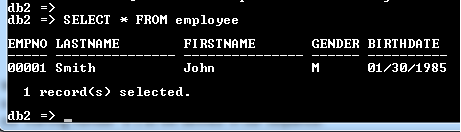 db2 =>
db2 => SELECT * FROM employee
EMPNO LASTNAME FIRSTNAME GENDER BIRTHDATE
----- --------------- --------------- ------ ----------
00001 Smith John M 01/30/1985
1 record(s) selected.
db2 => _